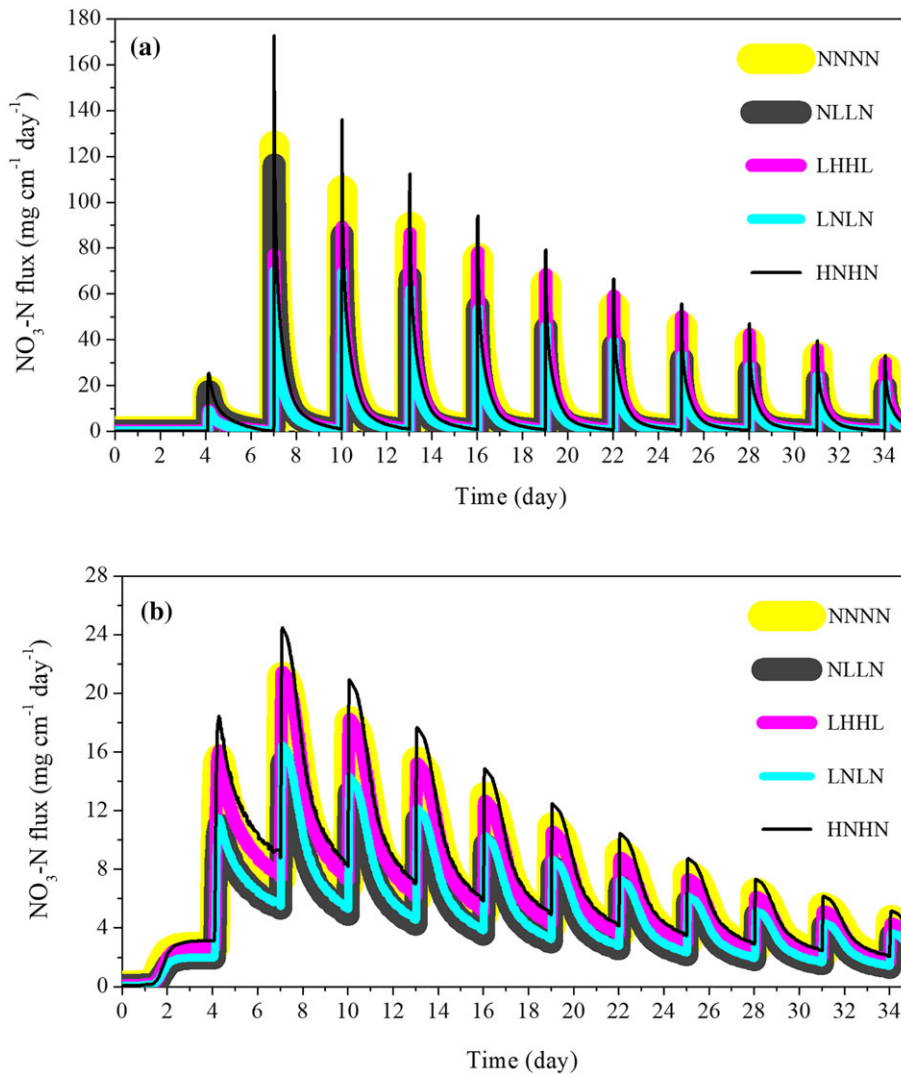 (a)
NO₃-N flux (mg cm⁻¹ day⁻¹)
180
160
140
120
100
80
60
40
20
0
NNNN
NLLN
LHHL
LNLN
HNHN
0 2 4 6 8 10 12 14 16 18 20 22 24 26 28 30 32 34
Time (day)
(b)
NO₃-N flux (mg cm⁻¹ day⁻¹)
28
24
20
16
12
8
4
0
NNNN
NLLN
LHHL
LNLN
HNHN
0 2 4 6 8 10 12 14 16 18 20 22 24 26 28 30 32 34
Time (day)